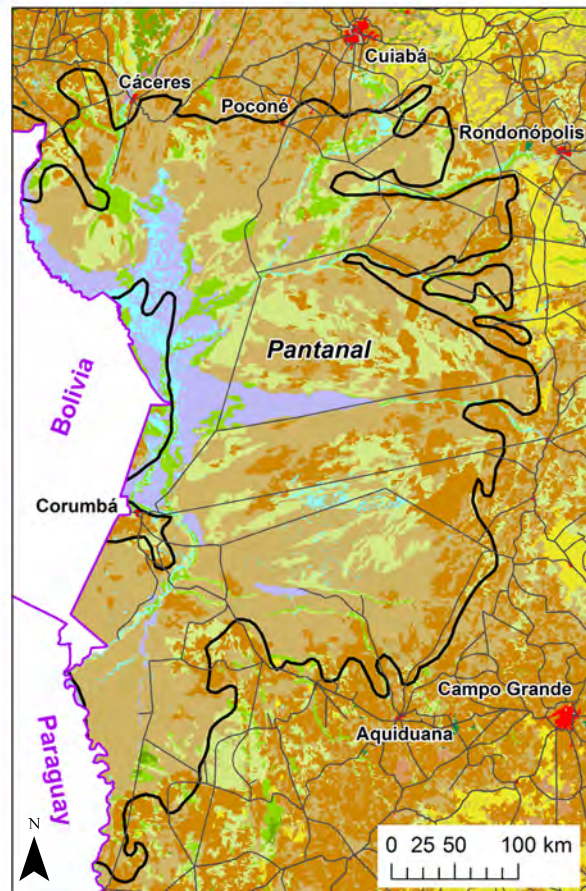 Cuiabá
Cáceres
Poconé
Rondonópolis
Pantanal
Bolivia
Corumbá
Campo Grande
Aquiduana
Paraguay
N
0 25 50 100 km